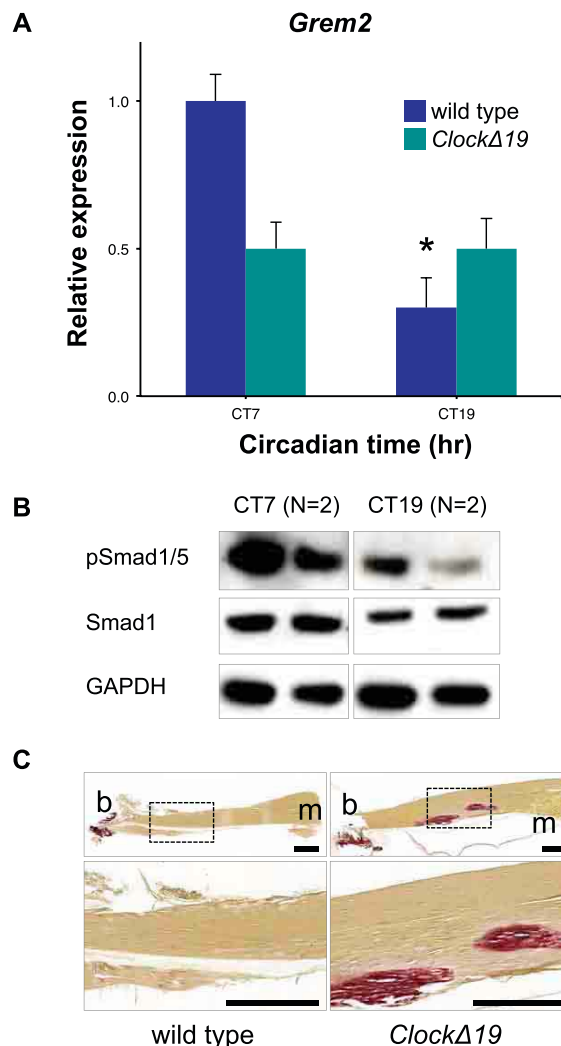 A
Grem2
Relative expression
1.0
0.5
0.0
wild type
ClockΔ19
*
CT7
CT19
Circadian time (hr)
B
CT7 (N=2)
CT19 (N=2)
pSmad1/5
Smad1
GAPDH
C
b
m
b
m
wild type
ClockΔ19